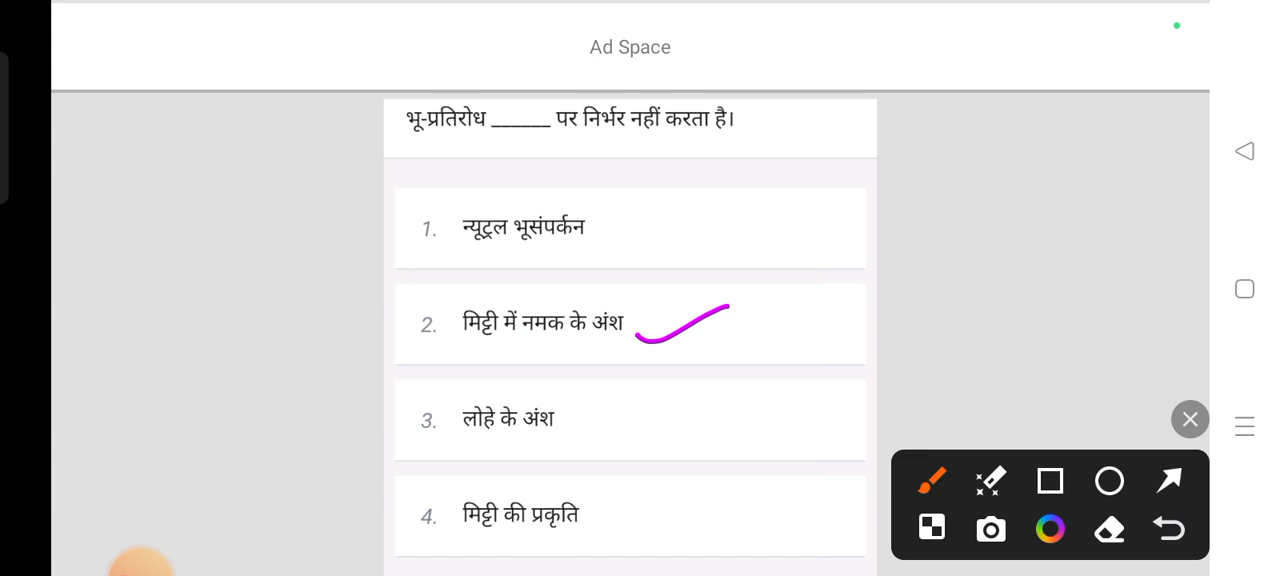 Ad Space
भू-प्रतिरोध ______ पर निर्भर नहीं करता है।
1. न्यूट्रल भूसंपर्कन
2. मिट्टी में नमक के अंश
3. लोहे के अंश
4. मिट्टी की प्रकृति